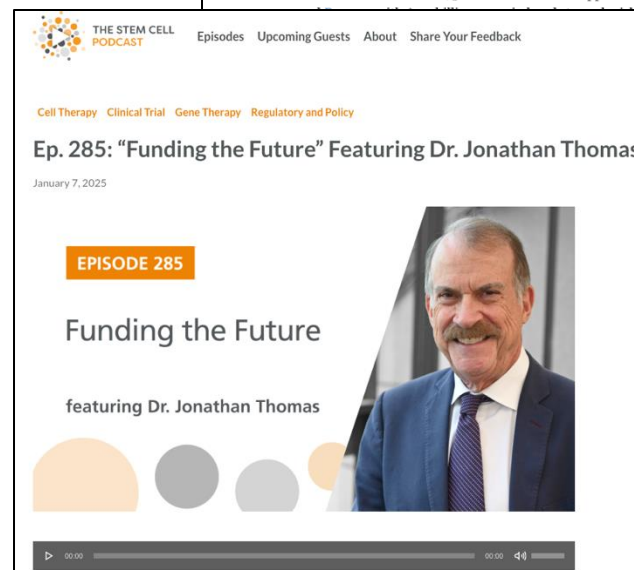 THE STEM CELL
PODCAST
Episodes Upcoming Guests About Share Your Feedback
Cell Therapy Clinical Trial Gene Therapy Regulatory and Policy
Ep. 285: “Funding the Future” Featuring Dr. Jonathan Thomas
January 7, 2025
EPISODE 285
Funding the Future
featuring Dr. Jonathan Thomas
00:00 00:00